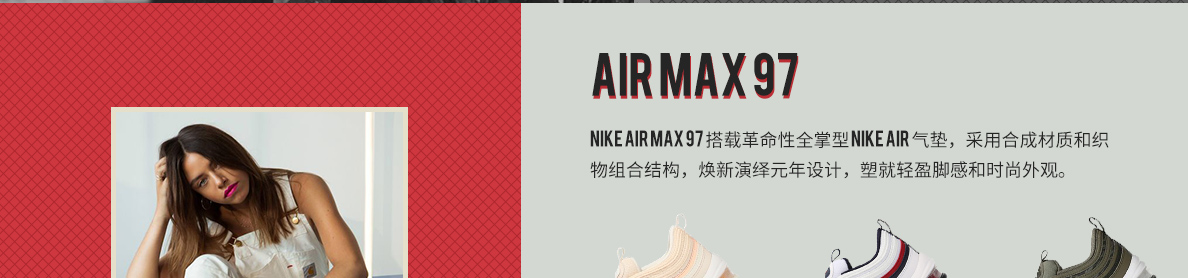 AIR MAX 97
NIKE AIR MAX 97 搭载革命性全掌型 NIKE AIR 气垫，采用合成材质和织
物组合结构，焕新演绎元年设计，塑就轻盈脚感和时尚外观。